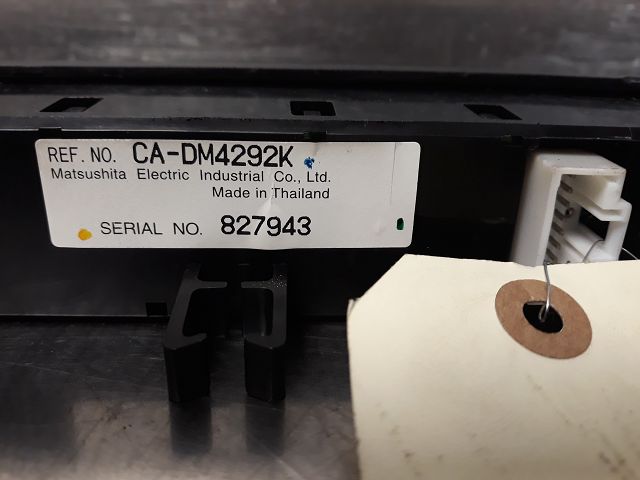 REF. NO. CA-DM4292K
Matsushita Electric Industrial Co., Ltd.
Made in Thailand
SERIAL NO. 827943